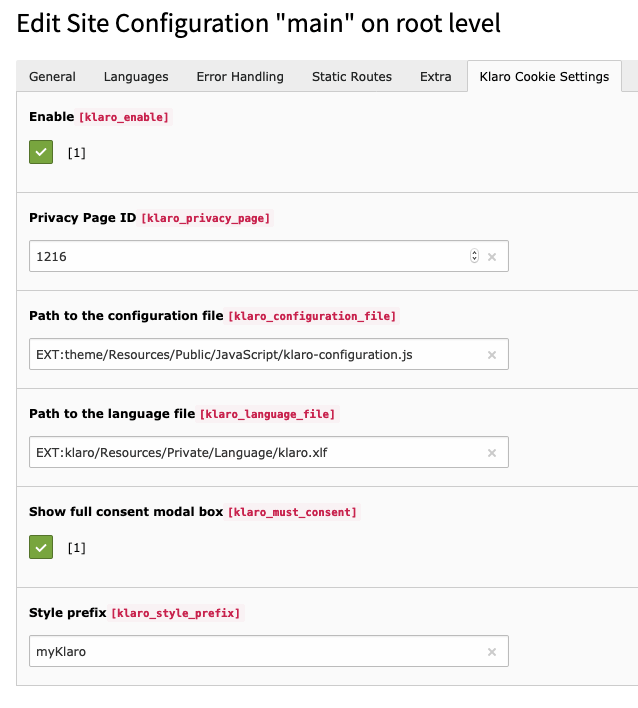 Edit Site Configuration "main" on root level
General Languages Error Handling Static Routes Extra Klaro Cookie Settings
Enable [klaro_enable]
[1]
Privacy Page ID [klaro_privacy_page]
1216
Path to the configuration file [klaro_configuration_file]
EXT:theme/Resources/Public/JavaScript/klaro-configuration.js
Path to the language file [klaro_language_file]
EXT:klaro/Resources/Private/Language/klaro.xlf
Show full consent modal box [klaro_must_consent]
[1]
Style prefix [klaro_style_prefix]
myKlaro